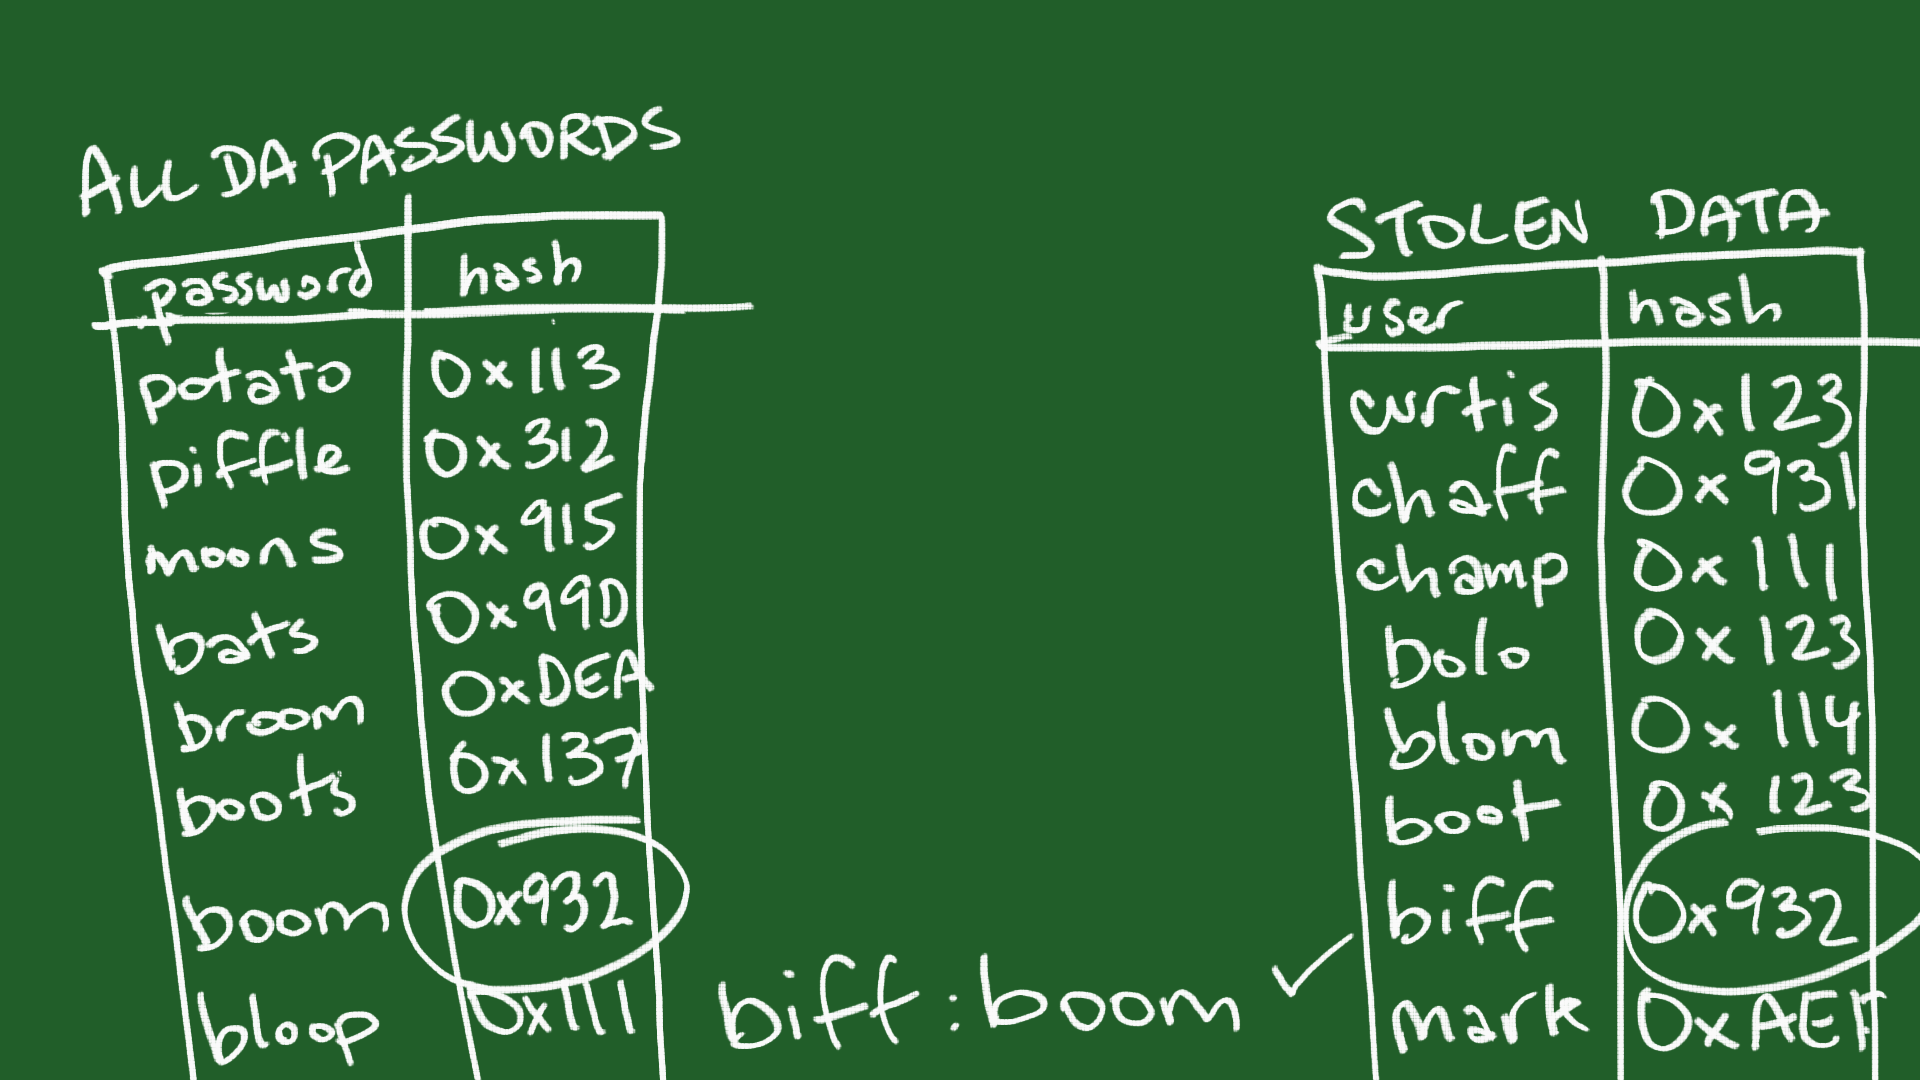 ALL DA PASSWORDS
password hash
potato 0x113
piffle 0x312
moons 0x915
bats 0x99D
broom 0xDEA
boots 0x137
boom 0x932
bloop 0x111
biff:boom ✓
STOLEN DATA
user hash
curtis 0x123
chaff 0x931
champ 0x111
bolo 0x123
blom 0x114
boot 0x123
biff 0x932
mark 0xAEF